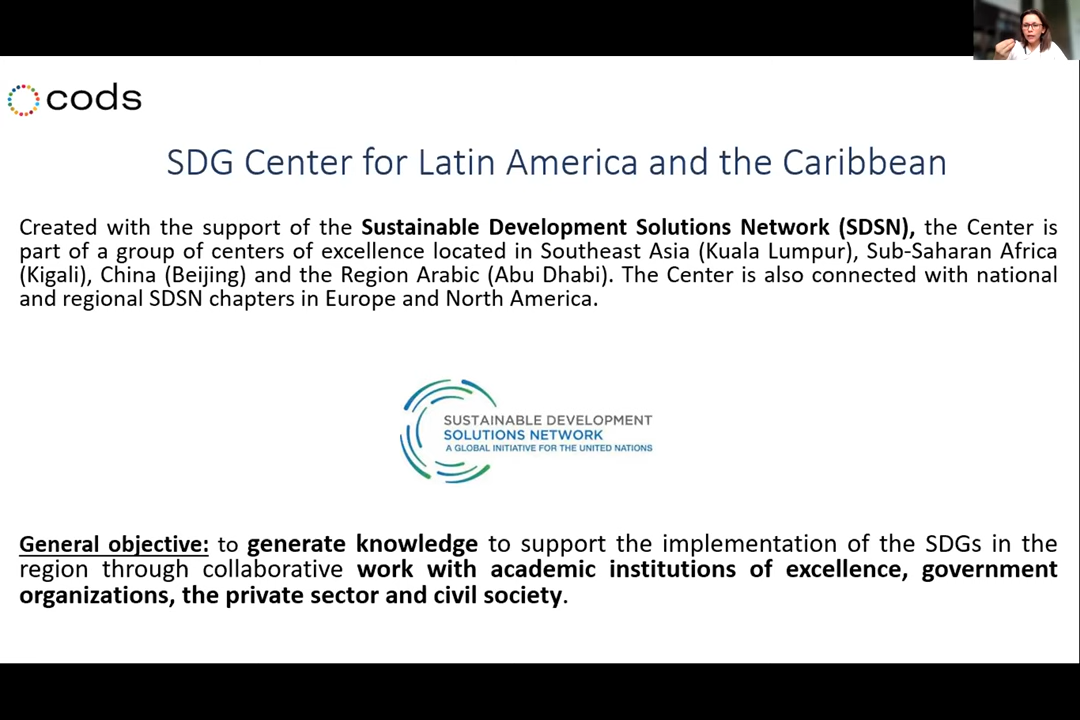 cods
SDG Center for Latin America and the Caribbean
Created with the support of the Sustainable Development Solutions Network (SDSN), the Center is
part of a group of centers of excellence located in Southeast Asia (Kuala Lumpur), Sub-Saharan Africa
(Kigali), China (Beijing) and the Region Arabic (Abu Dhabi). The Center is also connected with national
and regional SDSN chapters in Europe and North America.
SUSTAINABLE DEVELOPMENT
SOLUTIONS NETWORK
A GLOBAL INITIATIVE FOR THE UNITED NATIONS
General objective: to generate knowledge to support the implementation of the SDGs in the
region through collaborative work with academic institutions of excellence, government
organizations, the private sector and civil society.